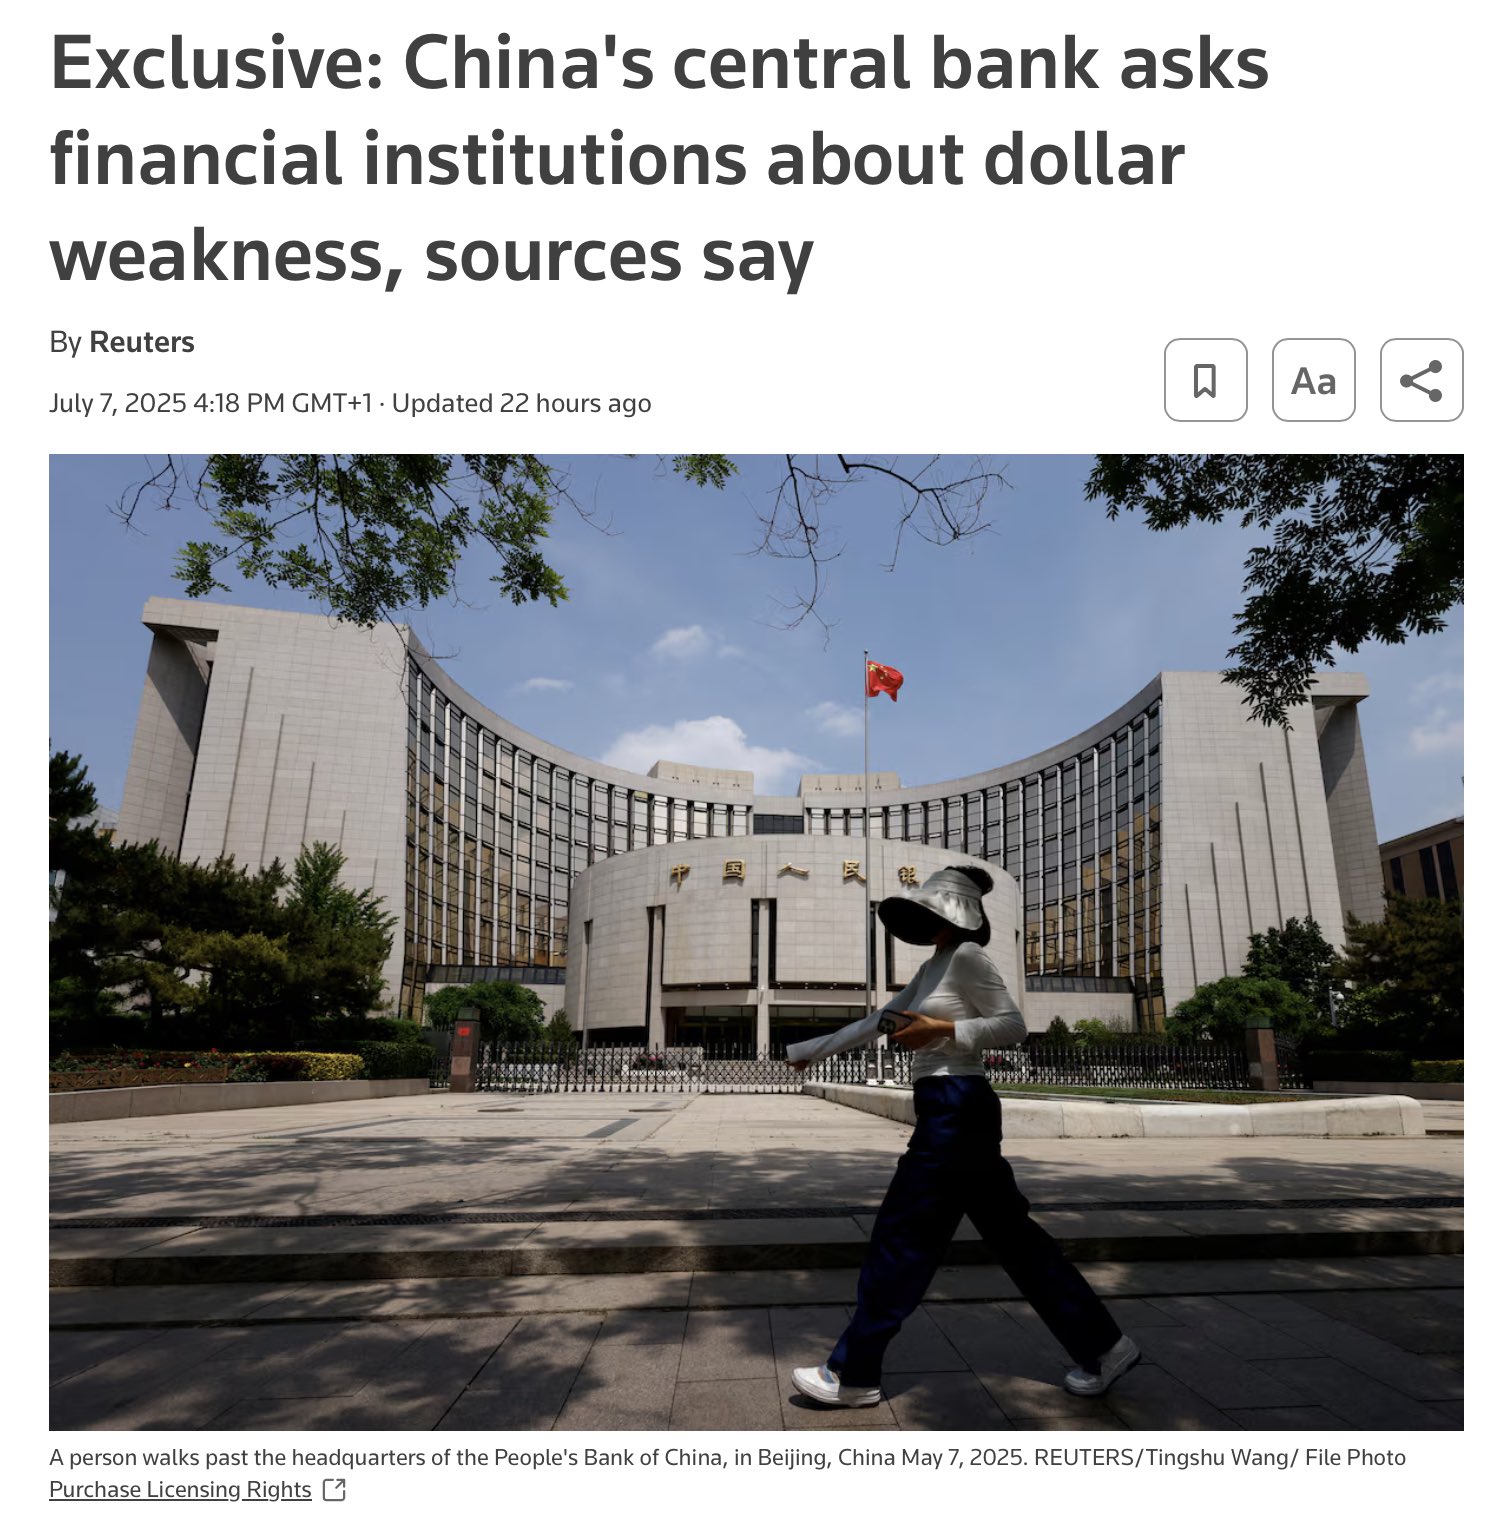 Exclusive: China's central bank asks
financial institutions about dollar
weakness, sources say
By Reuters
July 7, 2025 4:18 PM GMT+1 · Updated 22 hours ago
Aa
中国人民银
A person walks past the headquarters of the People's Bank of China, in Beijing, China May 7, 2025. REUTERS/Tingshu Wang/ File Photo
Purchase Licensing Rights